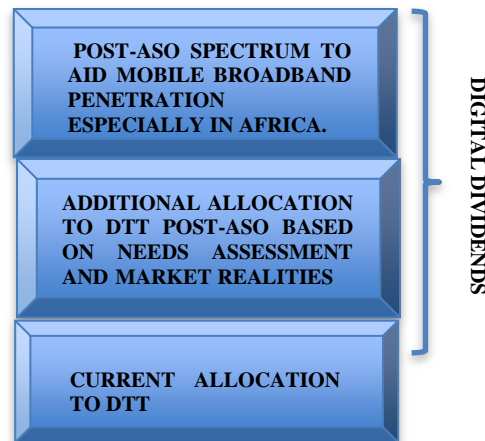 POST-ASO SPECTRUM TO
AID MOBILE BROADBAND
PENETRATION
ESPECIALLY IN AFRICA.
ADDITIONAL ALLOCATION
TO DTT POST-ASO BASED
ON NEEDS ASSESSMENT
AND MARKET REALITIES
CURRENT ALLOCATION
TO DTT
DIGITAL DIVIDENDS